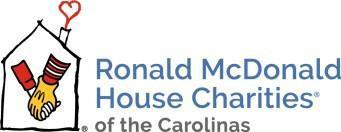 Ronald McDonald
House Charities®
of the Carolinas
®